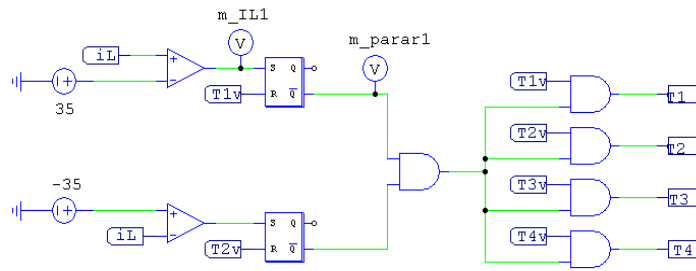 m_IL1
V
m_parar1
V
iL
+
-
35
S Q
R Q
T1v
-35
+
-
iL
S Q
R Q
T2v
T1v
T1
T2v
T2
T3v
T3
T4v
T4